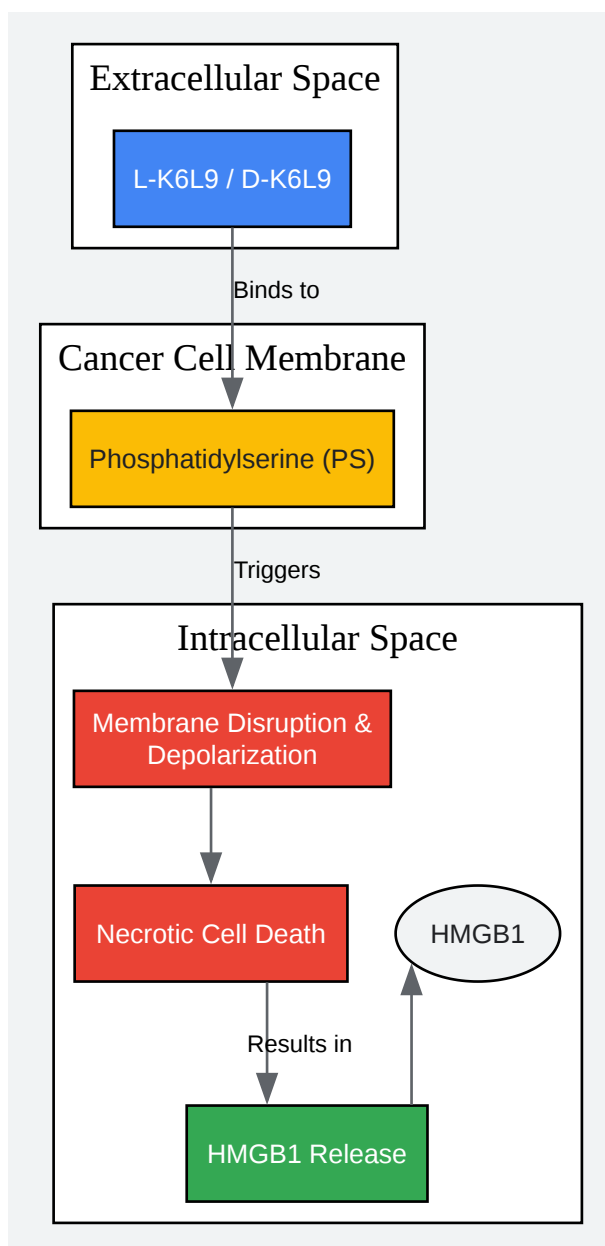 Extracellular Space
L-K6L9 / D-K6L9
Binds to
Cancer Cell Membrane
Phosphatidylserine (PS)
Triggers
Intracellular Space
Membrane Disruption &
Depolarization
Necrotic Cell Death
HMGB1
Results in
HMGB1 Release